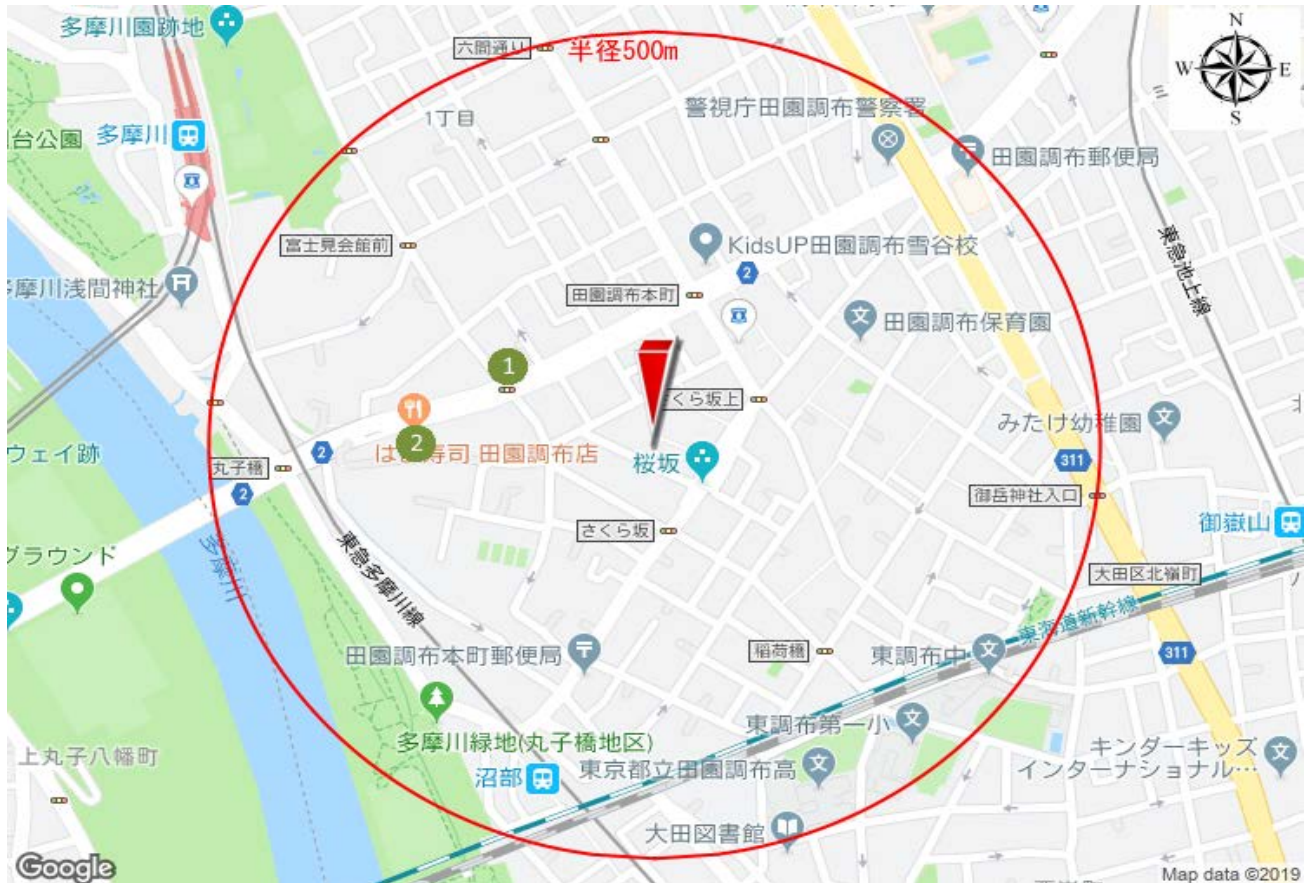 多摩川園跡地
六間通り
半径500m
N
W
E
S
1丁目
警視庁田園調布警察署
台公園
多摩川
田園調布郵便局
富士見会館前
KidsUP田園調布雪谷校
2
東急池上線
多摩川浅間神社
田園調布本町
田園調布保育園
1
くら坂上
みたけ幼稚園
2
寿司 田園調布店
桜坂
ウェイ跡
丸子橋
2
2
311
御岳神社入口
さくら坂
御嶽山
グラウンド
多摩川
東急多摩川線
大田区北嶺町
東海道新幹線
田園調布本町郵便局
稲荷橋
東調布中
311
多摩川緑地(丸子橋地区)
東調布第一小
上丸子八幡町
沼部
東京都立田園調布高
キンダーキッズ
インターナショナル…
大田図書館
Google
Map data ©2019